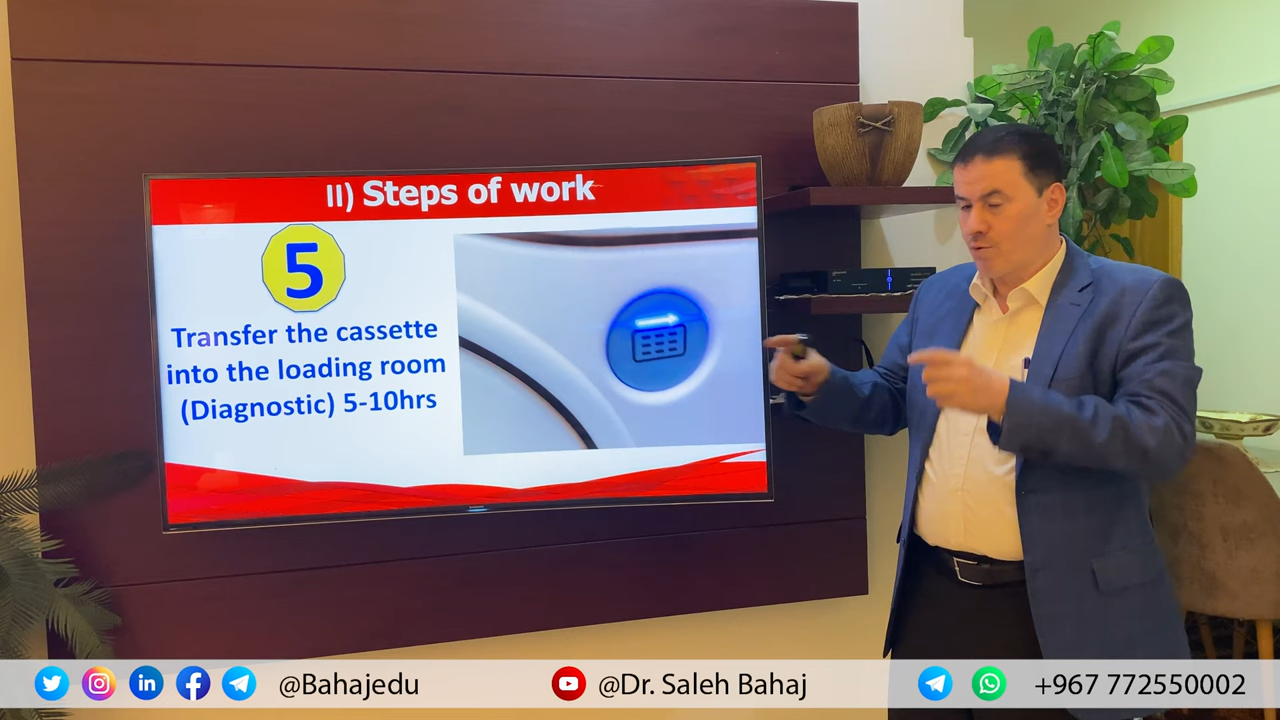 II) Steps of work
5
Transfer the cassette
into the loading room
(Diagnostic) 5-10hrs
@Bahajedu
@Dr. Saleh Bahaj
+967 772550002